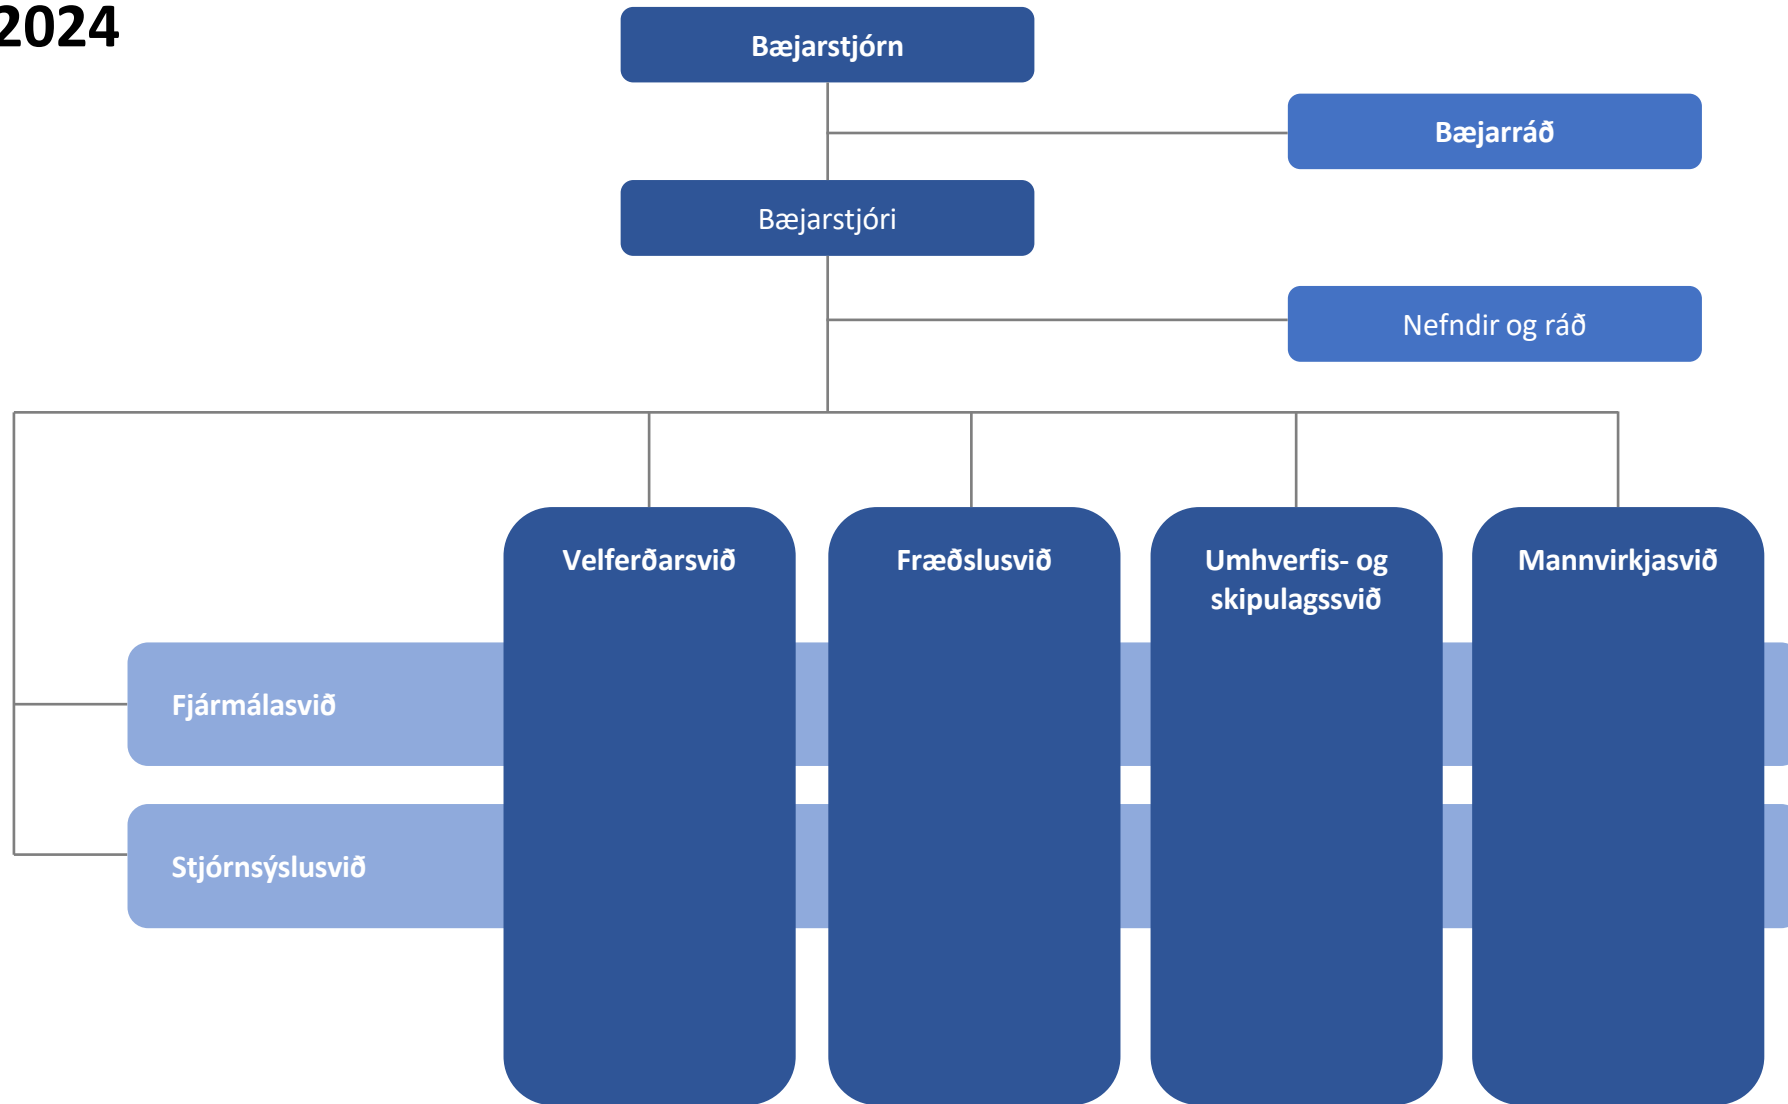 2024
Bæjarstjórn
Bæjarráð
Bæjarstjóri
Nefndir og ráð
Velferðarsvið
Fræðslusvið
Umhverfis- og
skipulagssvið
Mannvirkjasvið
Fjármálasvið
Stjórnsýslusvið